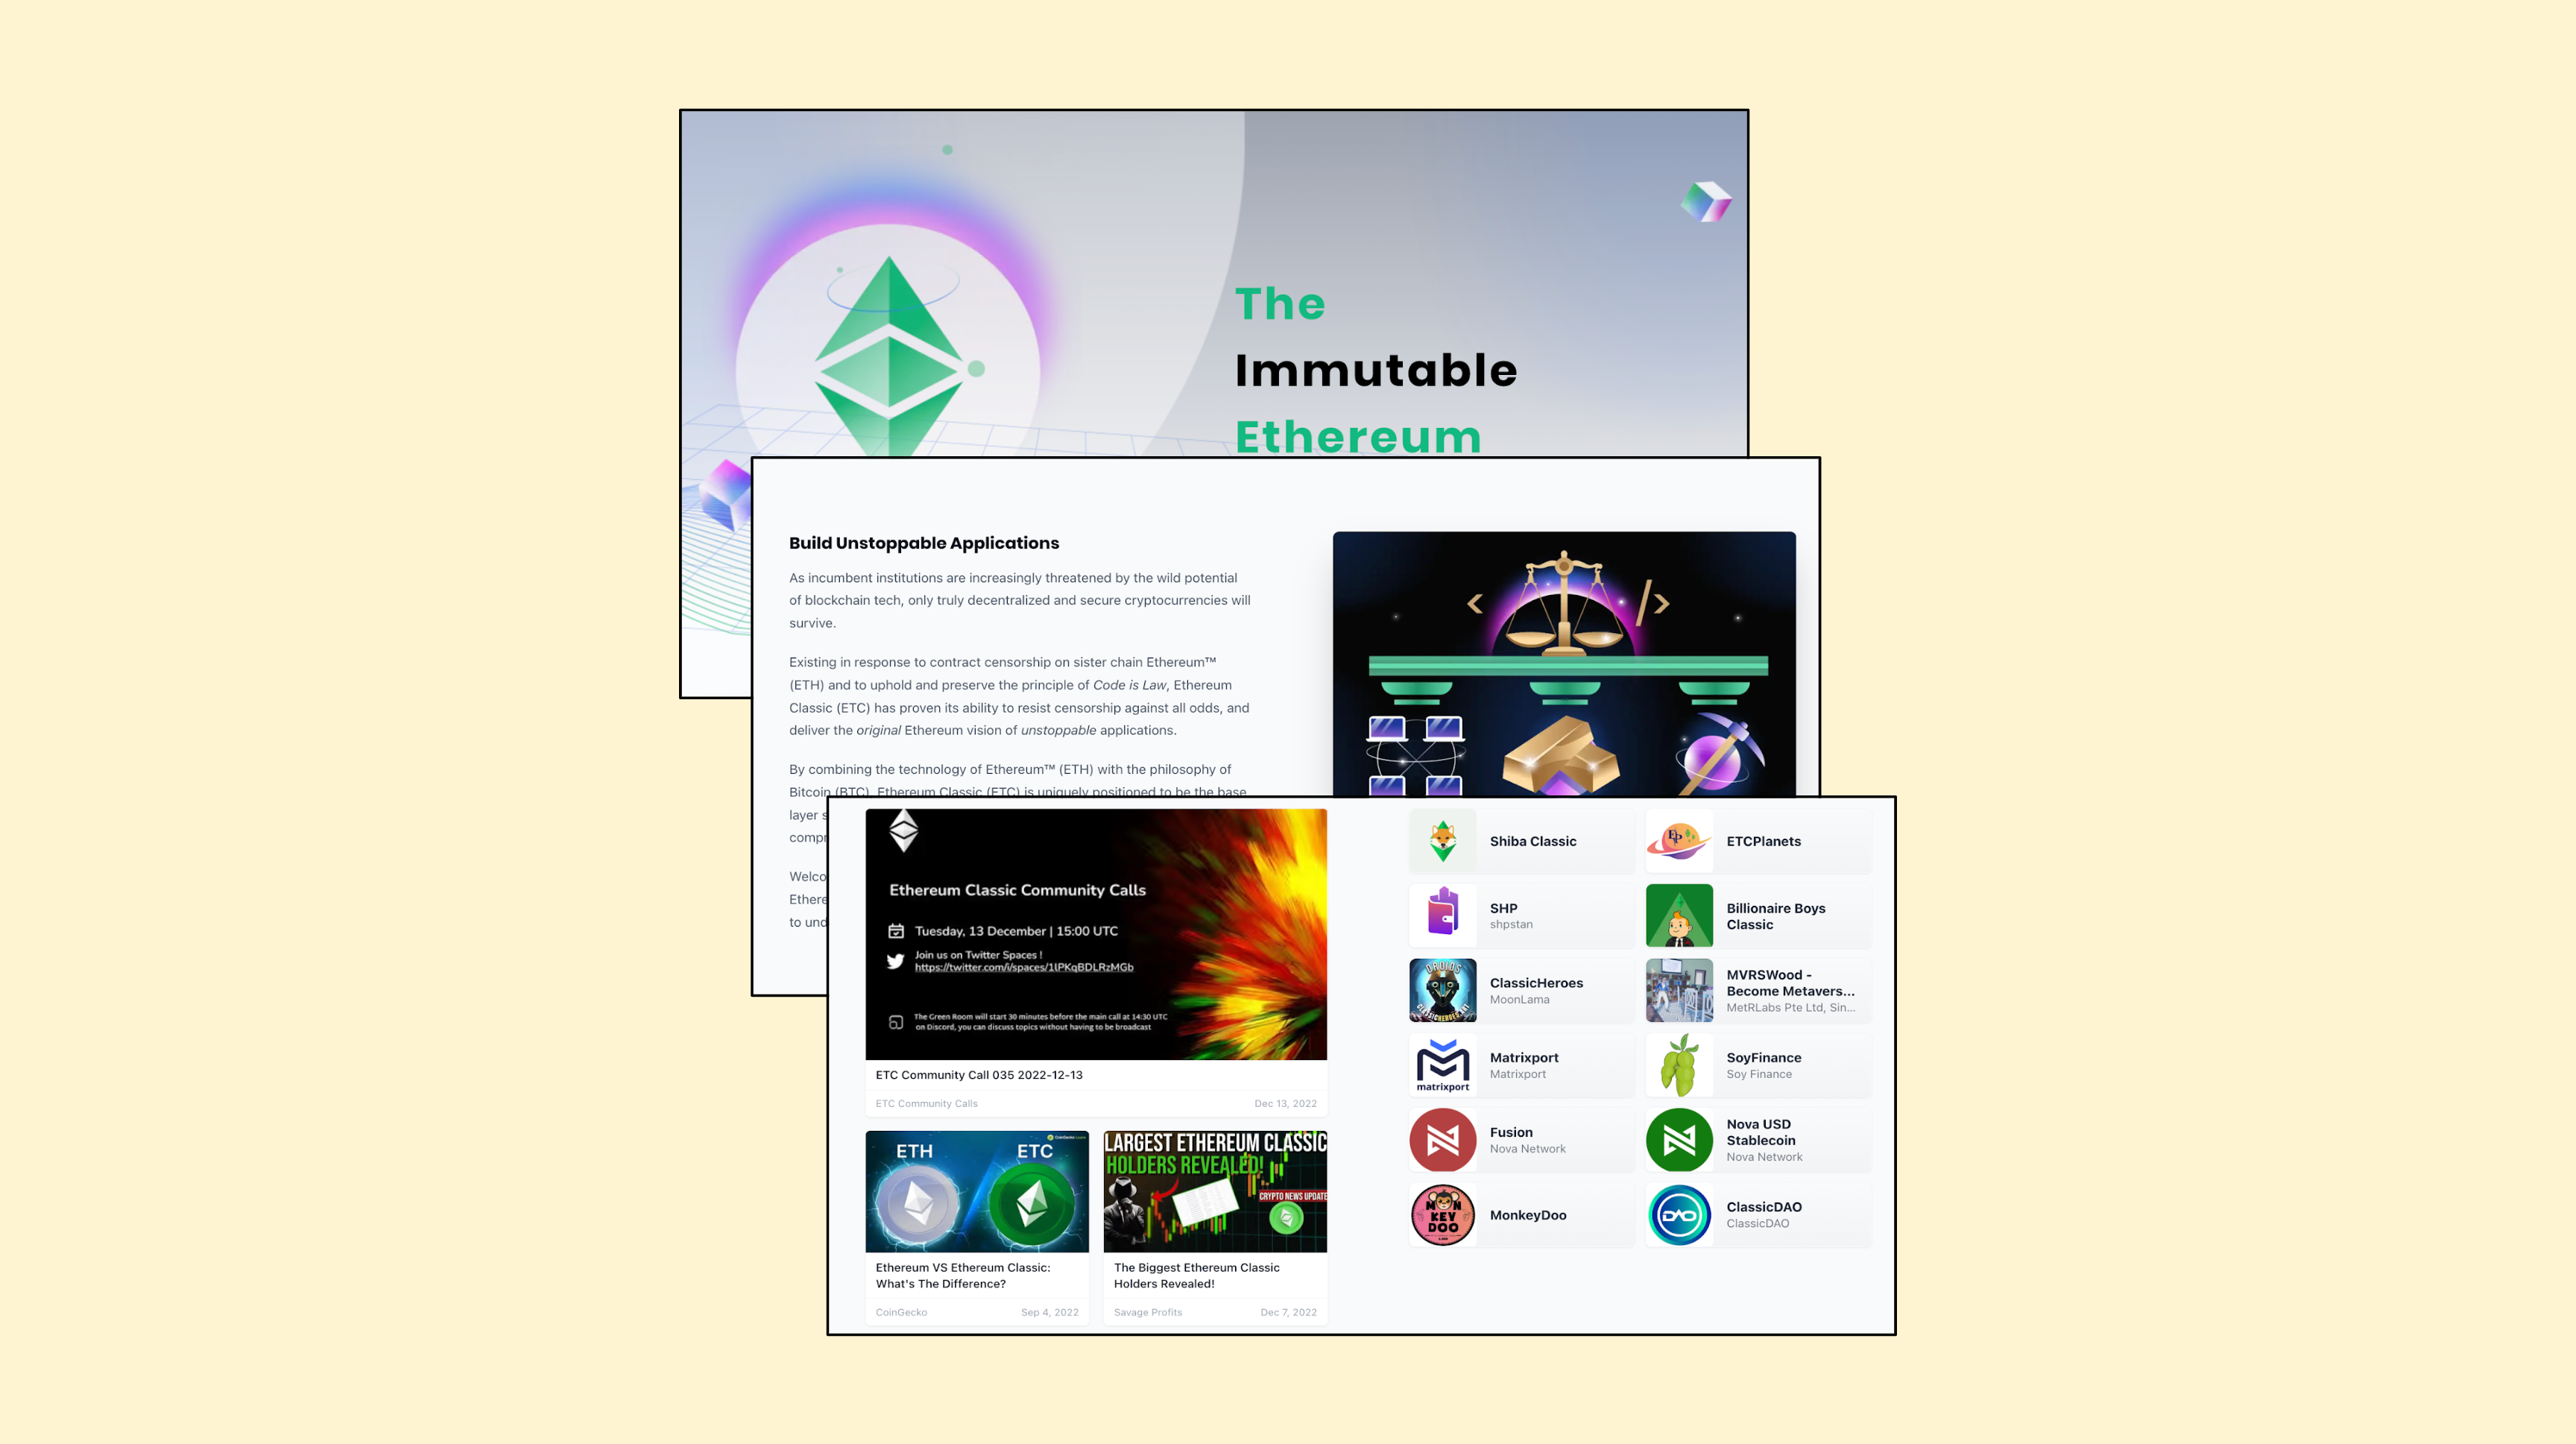 The
Immutable
Ethereum
Build Unstoppable Applications
As incumbent institutions are increasingly threatened by the wild potential
of blockchain tech, only truly decentralized and secure cryptocurrencies will
survive.
Existing in response to contract censorship on sister chain Ethereum™
(ETH) and to uphold and preserve the principle of Code is Law, Ethereum
Classic (ETC) has proven its ability to resist censorship against all odds, and
deliver the original Ethereum vision of unstoppable applications.
By combining the technology of Ethereum™ (ETH) with the philosophy of
Bitcoin (BTC), Ethereum Classic (ETC) is uniquely positioned to be the base
layer
to
Ethereum Classic Community Calls
Tuesday, 13 December | 15:00 UTC
Join us on Twitter Spaces !
https://twitter.com/i/spaces/1lPKqBDLRzMGb
The Green Room will start 30 minutes before the main call at 14:30 UTC
on Discord, you can discuss topics without having to be broadcast
ETC Community Call 035 2022-12-13
ETC Community Calls
Dec 13, 2022
ETH
ETC
Ethereum VS Ethereum Classic:
What's The Difference?
CoinGecko
Sep 4, 2022
LARGEST ETHEREUM CLASSIC
HOLDERS REVEALED!
CRYPTO NEWS UPDATE
The Biggest Ethereum Classic
Holders Revealed!
Savage Profits
Dec 7, 2022
Shiba Classic
EP
ETCPlanets
SHP
shpstan
Billionaire Boys
Classic
DROIDS
CLASSICHEROES.ART
ClassicHeroes
MoonLama
MVRSWood -
Become Metavers...
MetRLabs Pte Ltd, Sin...
matrixport
Matrixport
Matrixport
SoyFinance
Soy Finance
Fusion
Nova Network
Nova USD
Stablecoin
Nova Network
MON
KEY
DOO
MonkeyDoo
DAO
ClassicDAO
ClassicDAO